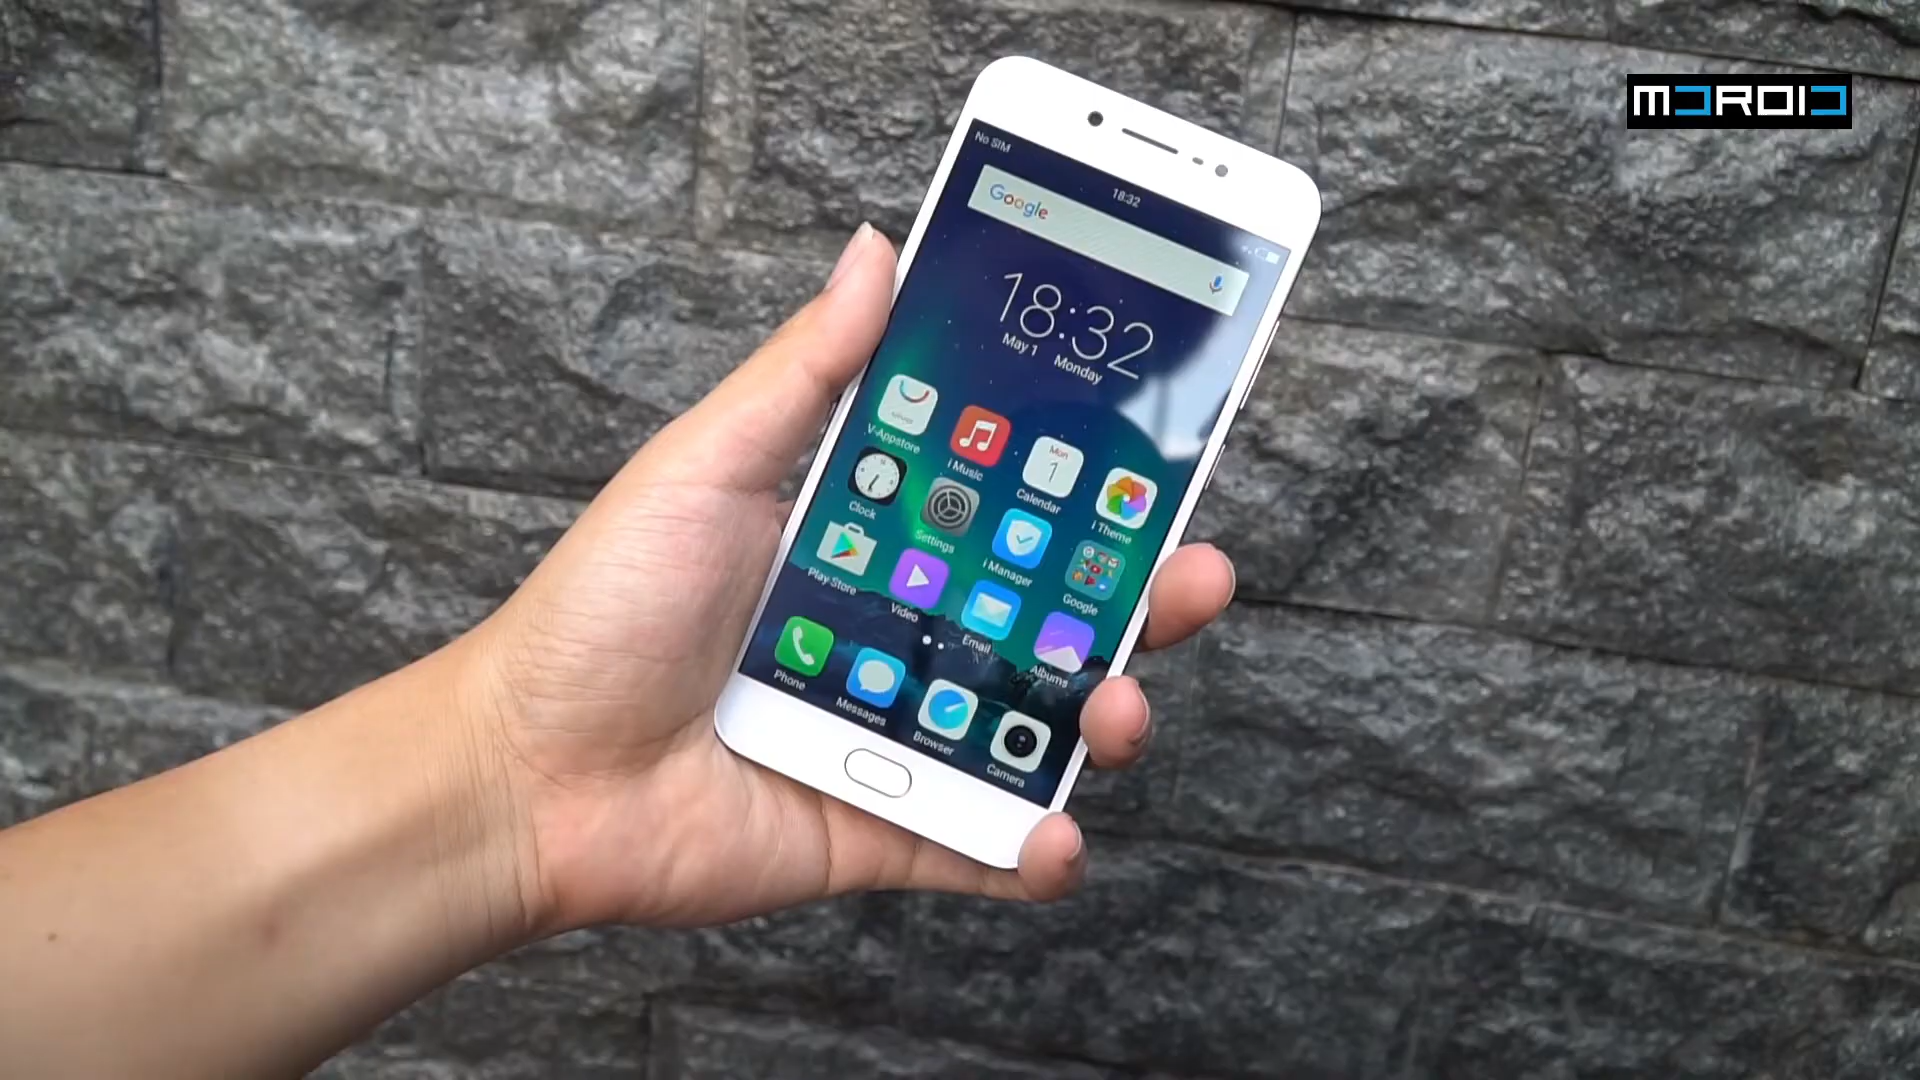 MDROID
No SIM
18:32
Google
18:32
May 1 Monday
V-Appstore
i Music
Mon
1
Calendar
i Theme
Clock
Settings
i Manager
Google
Play Store
Video
Email
Albums
Phone
Messages
Browser
Camera